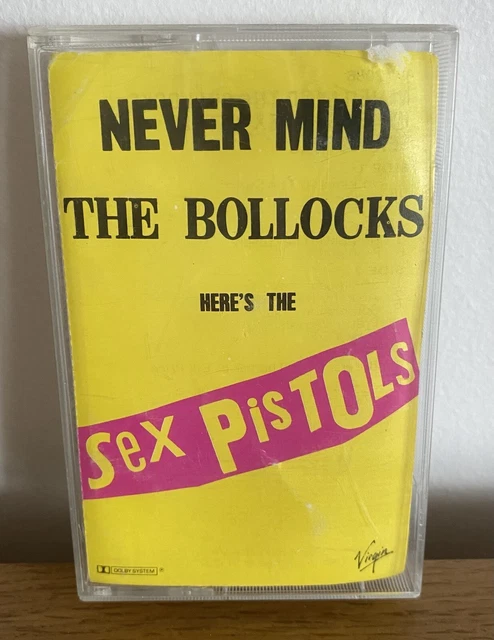 NEVER MIND
THE BOLLOCKS
HERE'S THE
Sex PisTOLs
DOLBY SYSTEM ®
Virgin